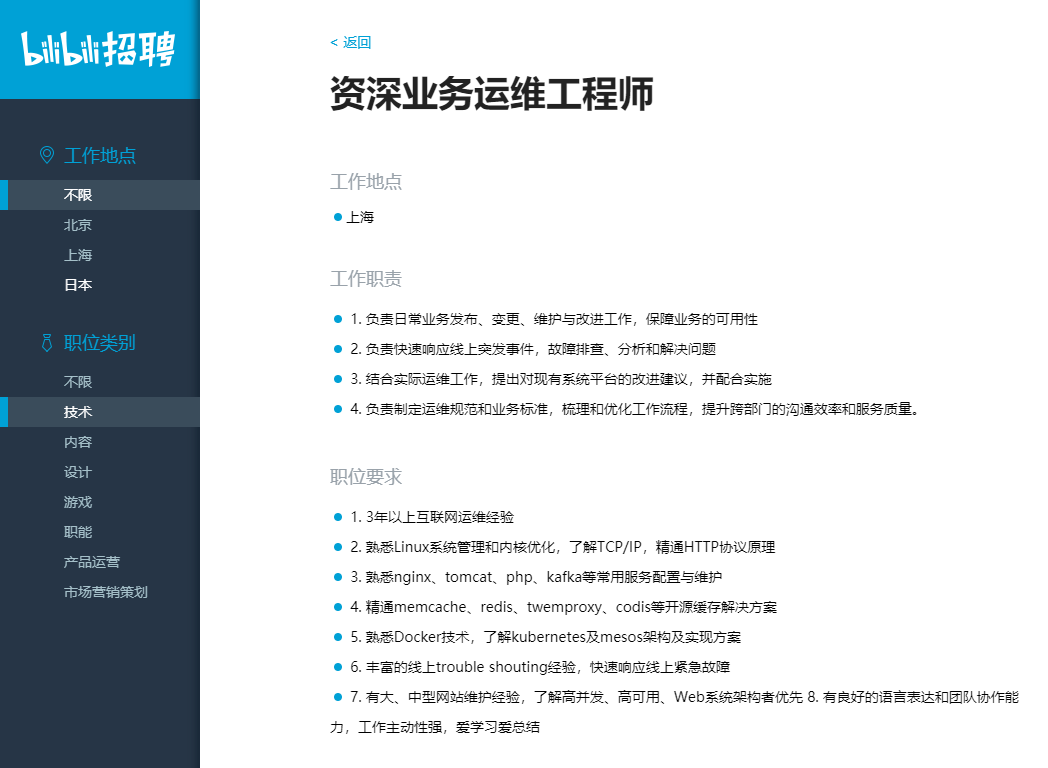 bilibili招聘
工作地点
不限
北京
上海
日本
职位类别
不限
技术
内容
设计
游戏
职能
产品运营
市场营销策划
< 返回
资深业务运维工程师
工作地点
上海
工作职责
1. 负责日常业务发布、变更、维护与改进工作，保障业务的可用性
2. 负责快速响应线上突发事件，故障排查、分析和解决问题
3. 结合实际运维工作，提出对现有系统平台的改进建议，并配合实施
4. 负责制定运维规范和业务标准，梳理和优化工作流程，提升跨部门的沟通效率和服务质量。
职位要求
1. 3年以上互联网运维经验
2. 熟悉Linux系统管理和内核优化，了解TCP/IP，精通HTTP协议原理
3. 熟悉nginx、tomcat、php、kafka等常用服务配置与维护
4. 精通memcache、redis、twemproxy、codis等开源缓存解决方案
5. 熟悉Docker技术，了解kubernetes及mesos架构及实现方案
6. 丰富的线上trouble shouting经验，快速响应线上紧急故障
7. 有大、中型网站维护经验，了解高并发、高可用、Web系统架构者优先 8. 有良好的语言表达和团队协作能
力，工作主动性强，爱学习爱总结